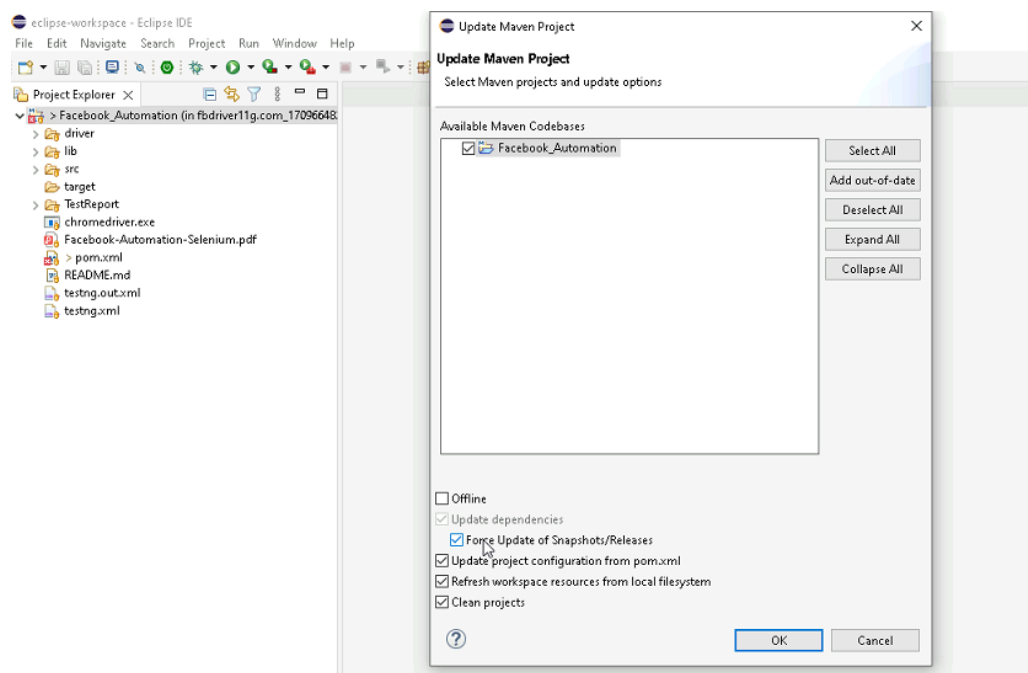 eclipse-workspace - Eclipse IDE
File Edit Navigate Search Project Run Window Help
Project Explorer
> Facebook_Automation (in fbdriver11g.com_17096648
driver
lib
src
target
TestReport
chromedriver.exe
Facebook-Automation-Selenium.pdf
> pom.xml
README.md
testng.out.xml
testng.xml
Update Maven Project
Update Maven Project
Select Maven projects and update options
Available Maven Codebases
Facebook_Automation
Select All
Add out-of-date
Deselect All
Expand All
Collapse All
Offline
Update dependencies
Force Update of Snapshots/Releases
Update project configuration from pom.xml
Refresh workspace resources from local filesystem
Clean projects
OK
Cancel